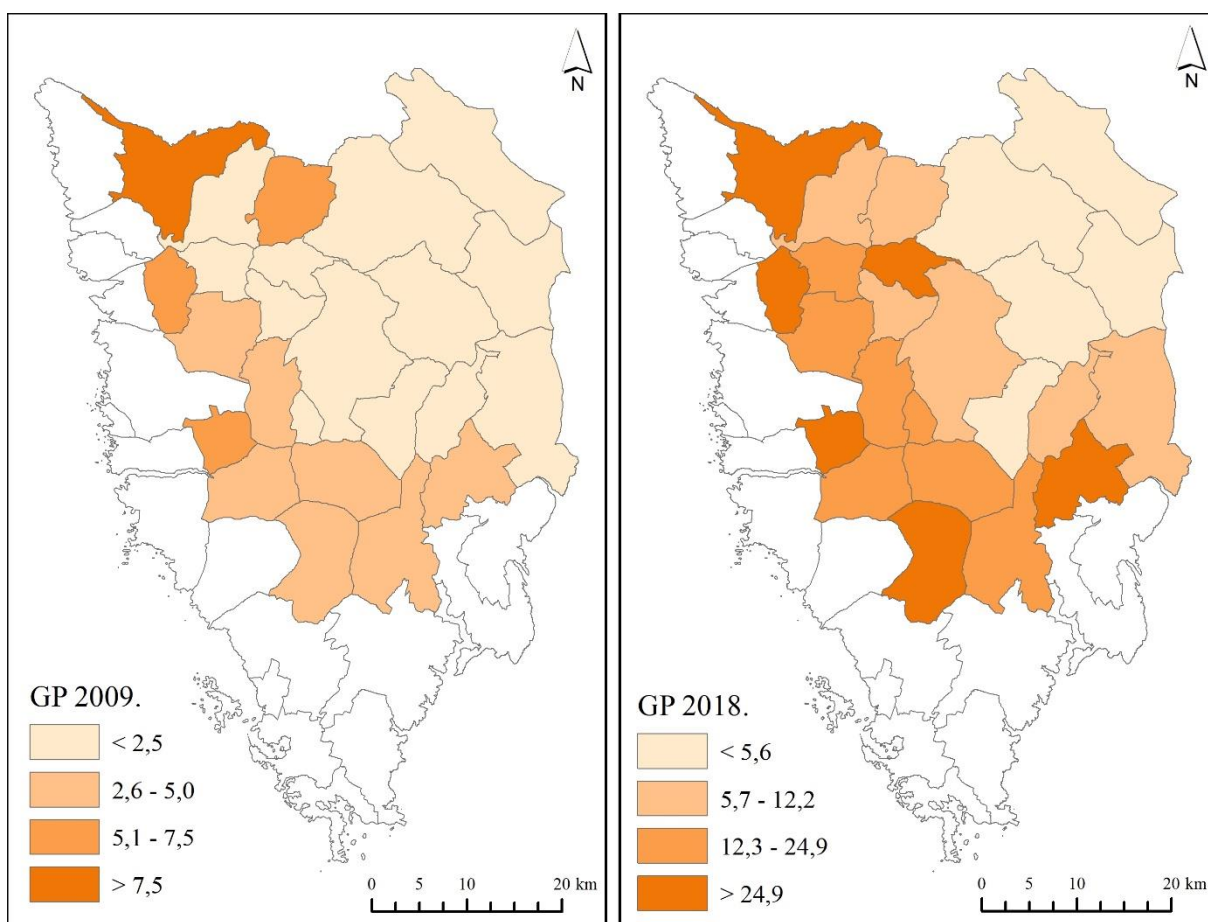 N
GP 2009.
< 2,5
2,6 - 5,0
5,1 - 7,5
> 7,5
0 5 10 20 km
N
GP 2018.
< 5,6
5,7 - 12,2
12,3 - 24,9
> 24,9
0 5 10 20 km